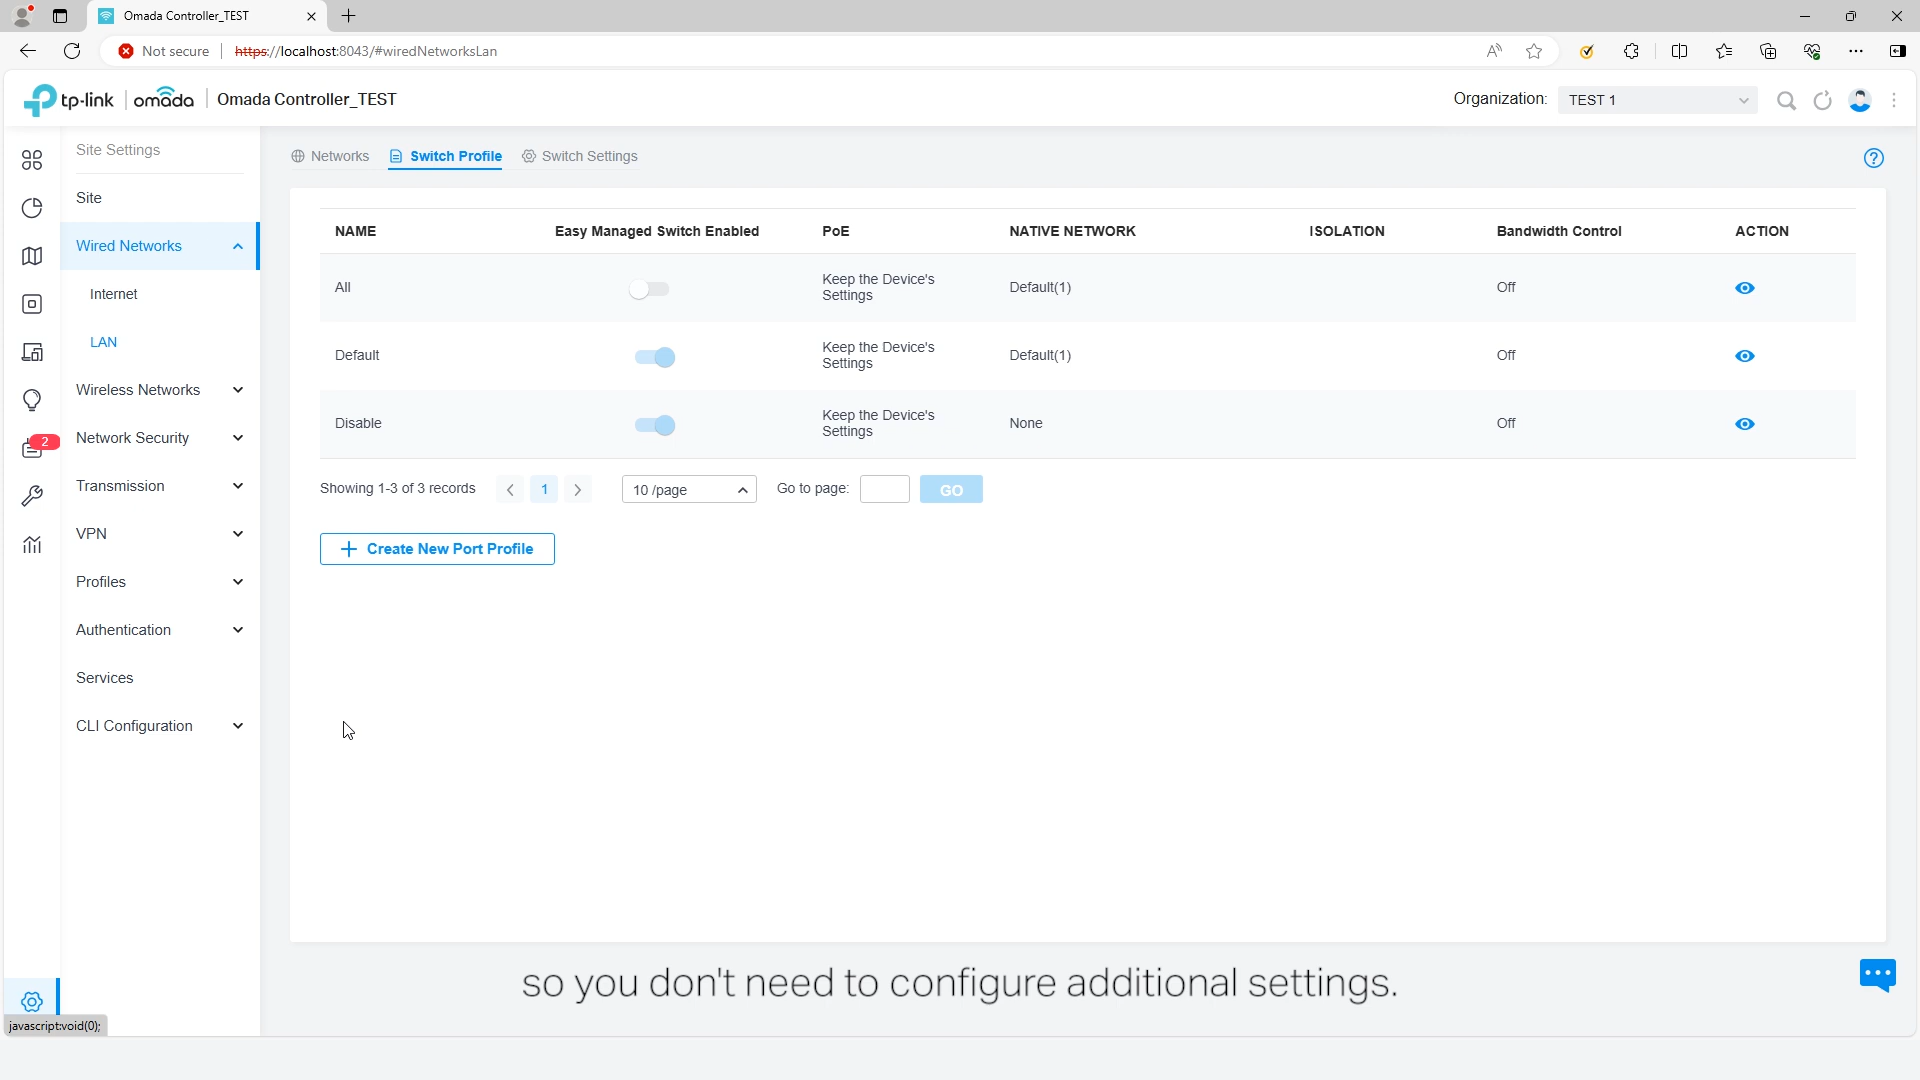 Omada Controller_TEST
Not secure
https://localhost:8043/#wiredNetworksLan
tp-link
omada
Omada Controller_TEST
Organization:
TEST 1
Site Settings
Site
Wired Networks
Internet
LAN
Wireless Networks
Network Security
2
Transmission
VPN
Profiles
Authentication
Services
CLI Configuration
Networks
Switch Profile
Switch Settings
NAME Easy Managed Switch Enabled PoE NATIVE NETWORK ISOLATION Bandwidth Control ACTION
All Keep the Device's Settings Default(1) Off
Default Keep the Device's Settings Default(1) Off
Disable Keep the Device's Settings None Off
Showing 1-3 of 3 records 1 10 /page Go to page: GO
Create New Port Profile
so you don't need to configure additional settings.
javascript:void(0);